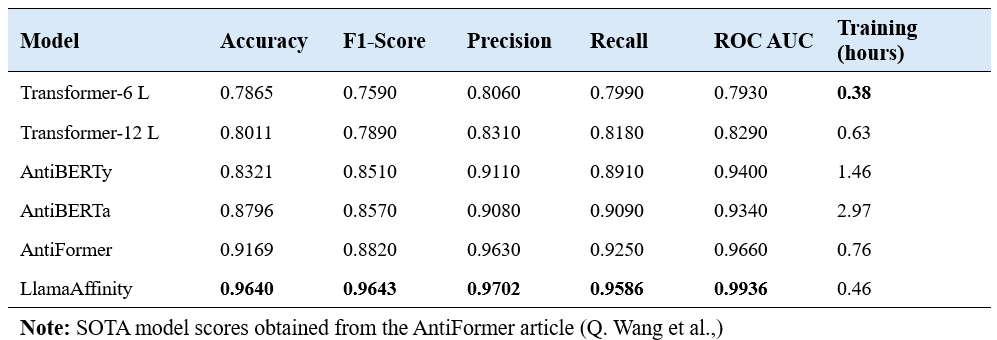 Model Accuracy F1-Score Precision Recall ROC AUC Training (hours)
Transformer-6 L 0.7865 0.7590 0.8060 0.7990 0.7930 0.38
Transformer-12 L 0.8011 0.7890 0.8310 0.8180 0.8290 0.63
AntiBERTy 0.8321 0.8510 0.9110 0.8910 0.9400 1.46
AntiBERTa 0.8796 0.8570 0.9080 0.9090 0.9340 2.97
AntiFormer 0.9169 0.8820 0.9630 0.9250 0.9660 0.76
LlamaAffinity 0.9640 0.9643 0.9702 0.9586 0.9936 0.46
Note: SOTA model scores obtained from the AntiFormer article (Q. Wang et al.,)